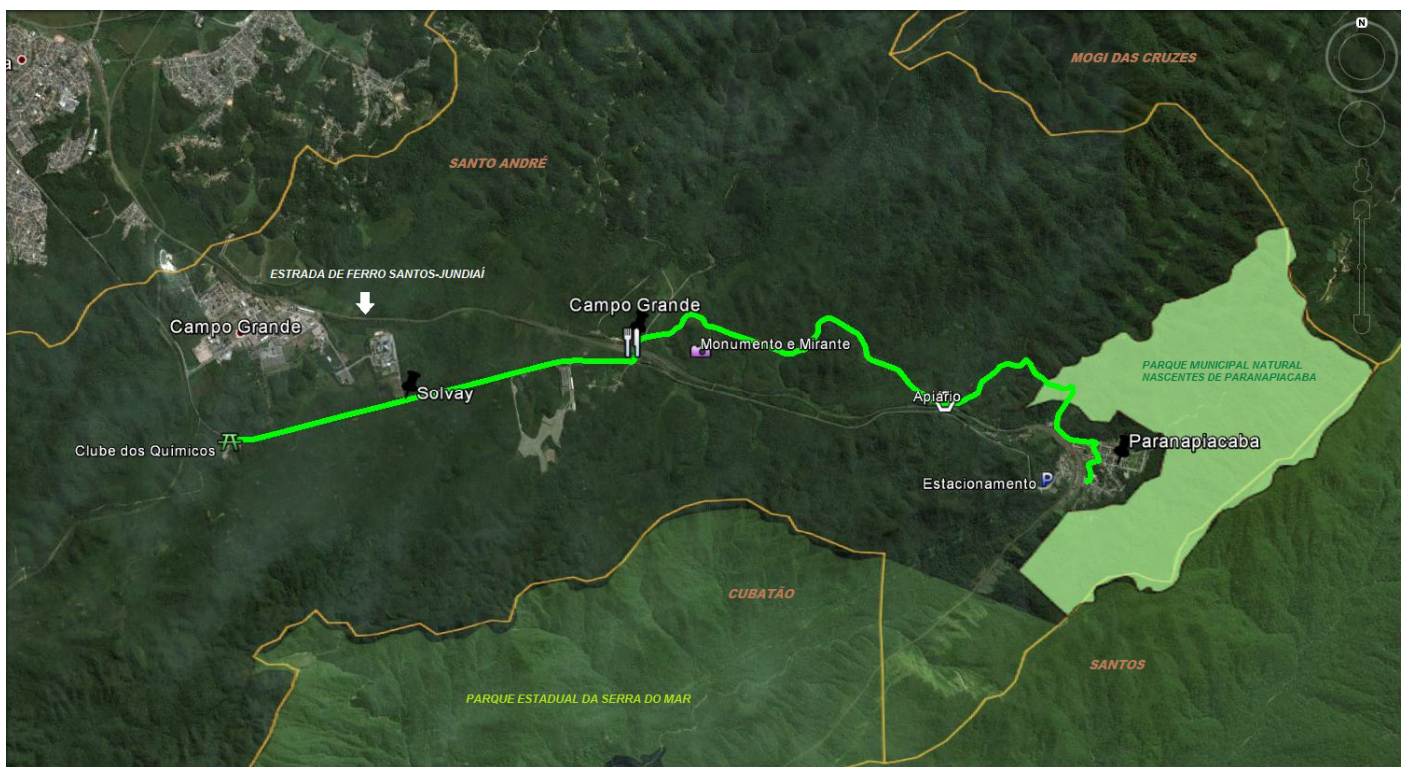 N
MOGI DAS CRUZES
a
SANTO ANDRÉ
ESTRADA DE FERRO SANTOS-JUNDIAÍ
Campo Grande
Campo Grande
Monumento e Mirante
PARQUE MUNICIPAL NATURAL
NASCENTES DE PARANAPIACABA
Solvay
Apiário
Clube dos Químicos
Paranapiacaba
Estacionamento P
CUBATÃO
SANTOS
PARQUE ESTADUAL DA SERRA DO MAR